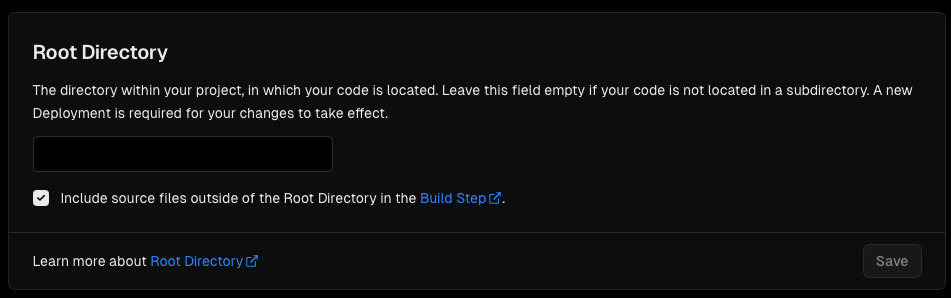 Root Directory
The directory within your project, in which your code is located. Leave this field empty if your code is not located in a subdirectory. A new
Deployment is required for your changes to take effect.
Include source files outside of the Root Directory in the Build Step.
Learn more about Root Directory
Save